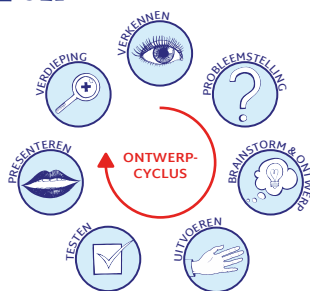 VERKENNEN
PROBLEEMSTELLING
BRAINSTORM & ONTWERP
UITVOEREN
TESTEN
PRESENTEREN
VERDIEPING
ONTWERP-
CYCLUS